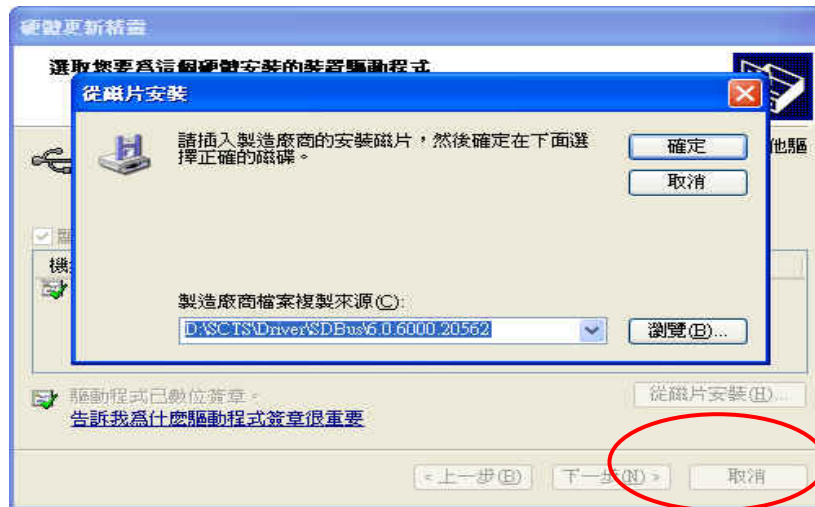 硬體更新精靈
選取您要為這個硬體安裝的裝置驅動程式
從磁片安裝
請插入製造廠商的安裝磁片，然後確定在下面選
擇正確的磁碟。
確定
取消
他驅
機
製造廠商檔案複製來源(C):
D:\SCTS\Driver\SDBus\6.0.6000.20562
瀏覽(B)...
驅動程式已數位簽章。
從磁片安裝(H)...
告訴我為什麼驅動程式簽章很重要
<上一步(B)
下一步(N) >
取消